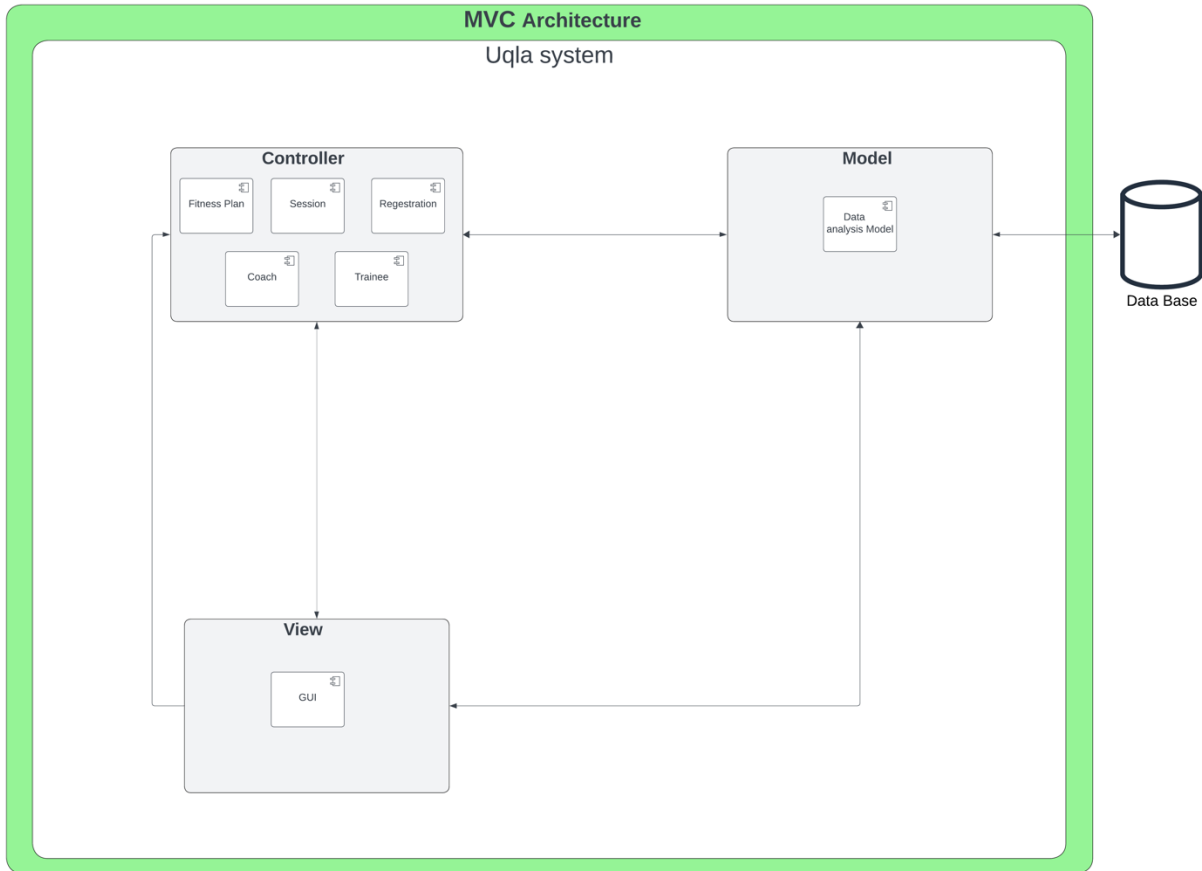 MVC Architecture
Uqla system
Controller
Fitness Plan
Session
Regestration
Coach
Trainee
Model
Data
analysis Model
Data Base
View
GUI